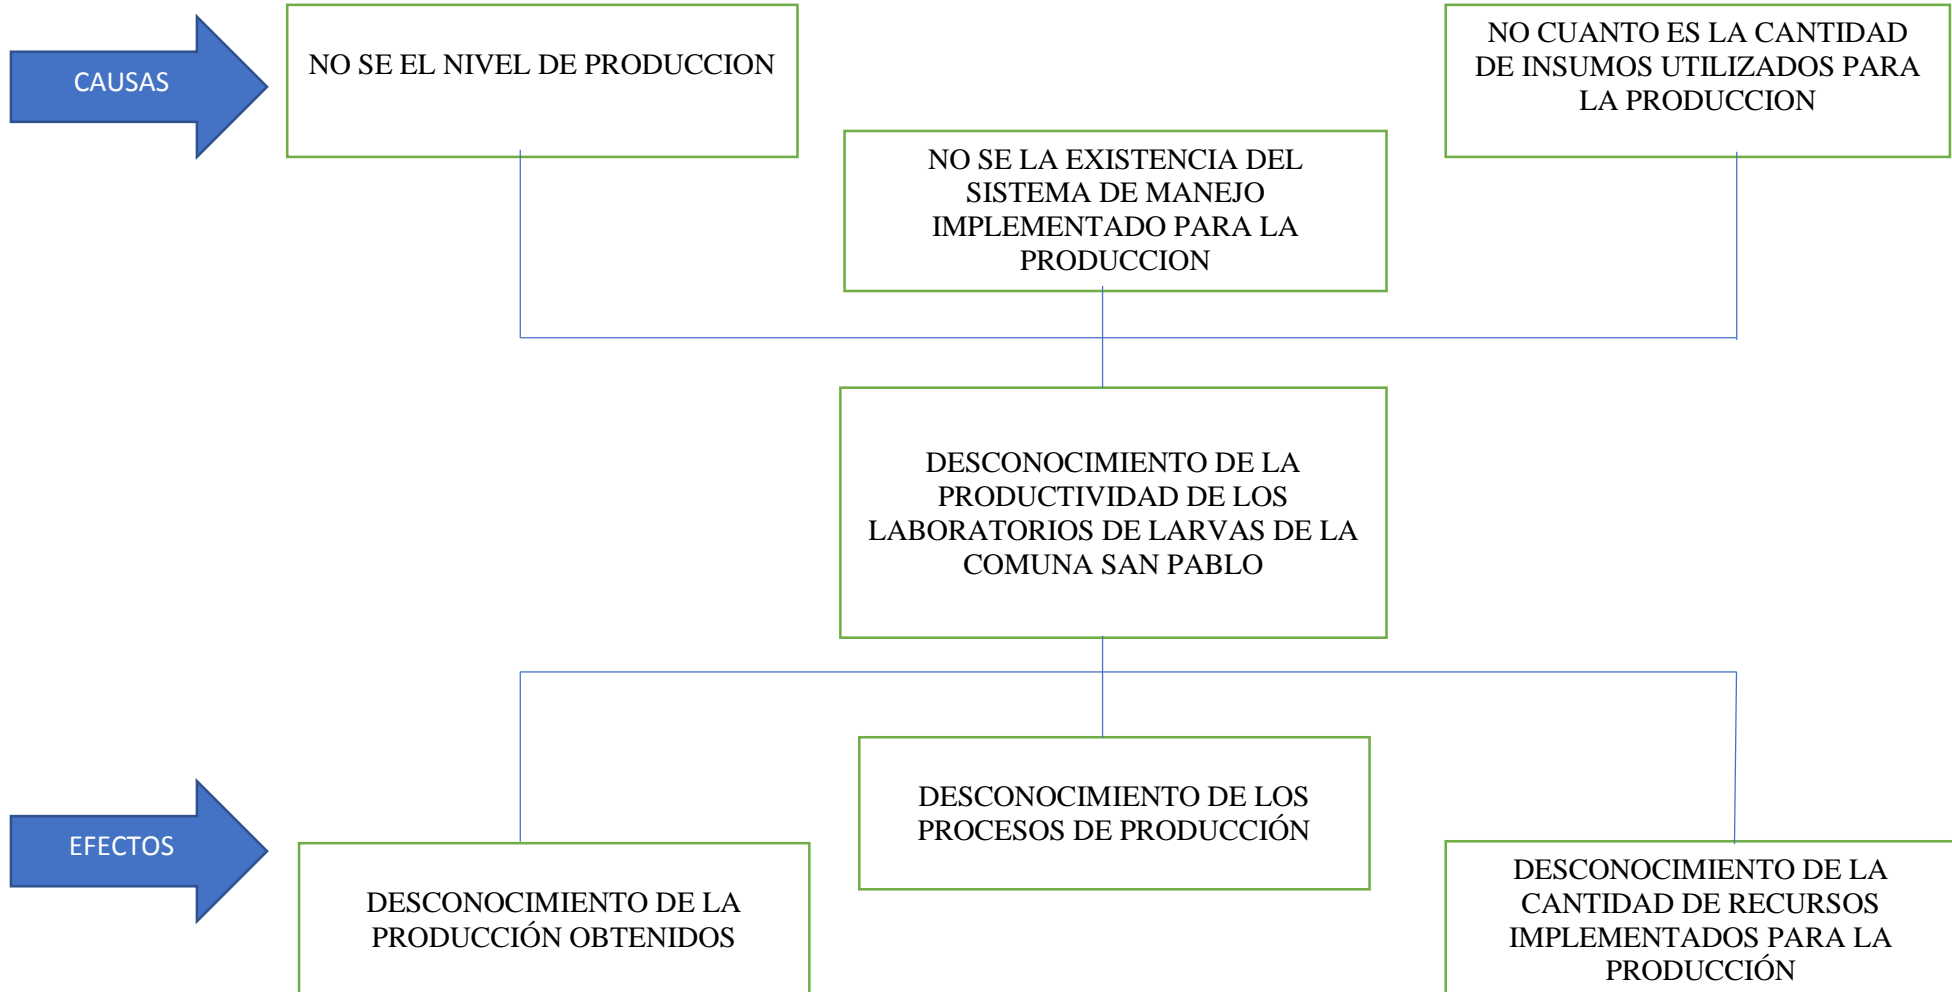 CAUSAS
NO SE EL NIVEL DE PRODUCCION
NO CUANTO ES LA CANTIDAD
DE INSUMOS UTILIZADOS PARA
LA PRODUCCION
NO SE LA EXISTENCIA DEL
SISTEMA DE MANEJO
IMPLEMENTADO PARA LA
PRODUCCION
DESCONOCIMIENTO DE LA
PRODUCTIVIDAD DE LOS
LABORATORIOS DE LARVAS DE LA
COMUNA SAN PABLO
EFECTOS
DESCONOCIMIENTO DE LA
PRODUCCIÓN OBTENIDOS
DESCONOCIMIENTO DE LOS
PROCESOS DE PRODUCCIÓN
DESCONOCIMIENTO DE LA
CANTIDAD DE RECURSOS
IMPLEMENTADOS PARA LA
PRODUCCIÓN